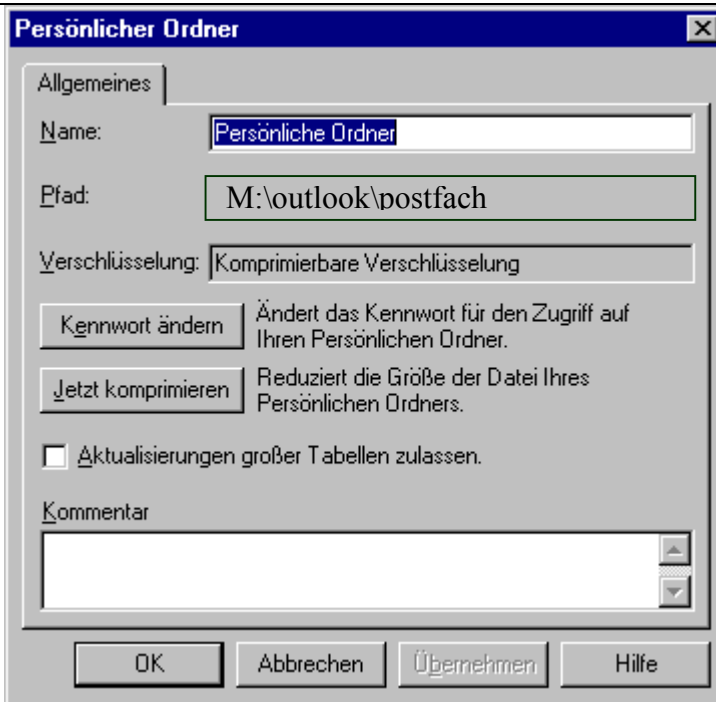 Persönlicher Ordner
Allgemeines
Name: Persönliche Ordner
Pfad: M:\outlook\postfach
Verschlüsselung: Komprimierbare Verschlüsselung
Kennwort ändern Ändert das Kennwort für den Zugriff auf
Ihren Persönlichen Ordner.
Jetzt komprimieren Reduziert die Größe der Datei Ihres
Persönlichen Ordners.
Aktualisierungen großer Tabellen zulassen.
Kommentar
OK Abbrechen Übernehmen Hilfe